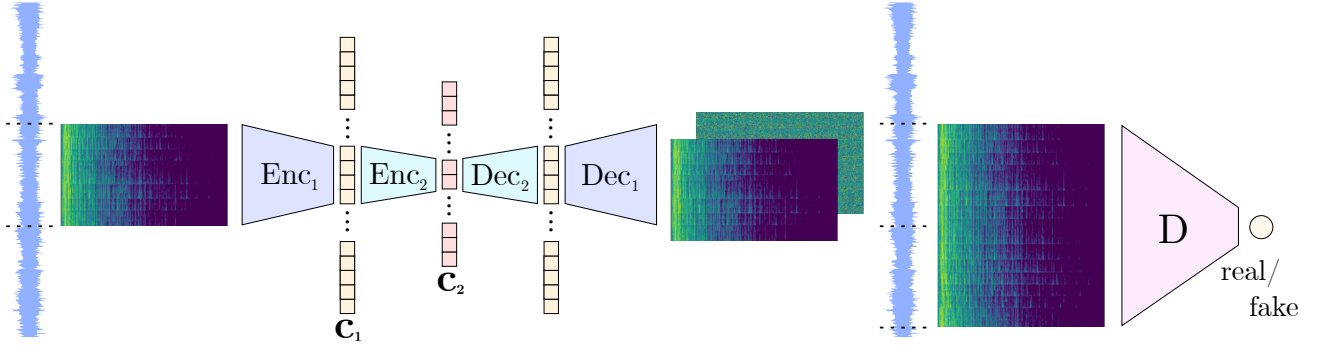 Enc₁
Enc₂
Dec₂
Dec₁
c₂
c₁
D
real/
fake